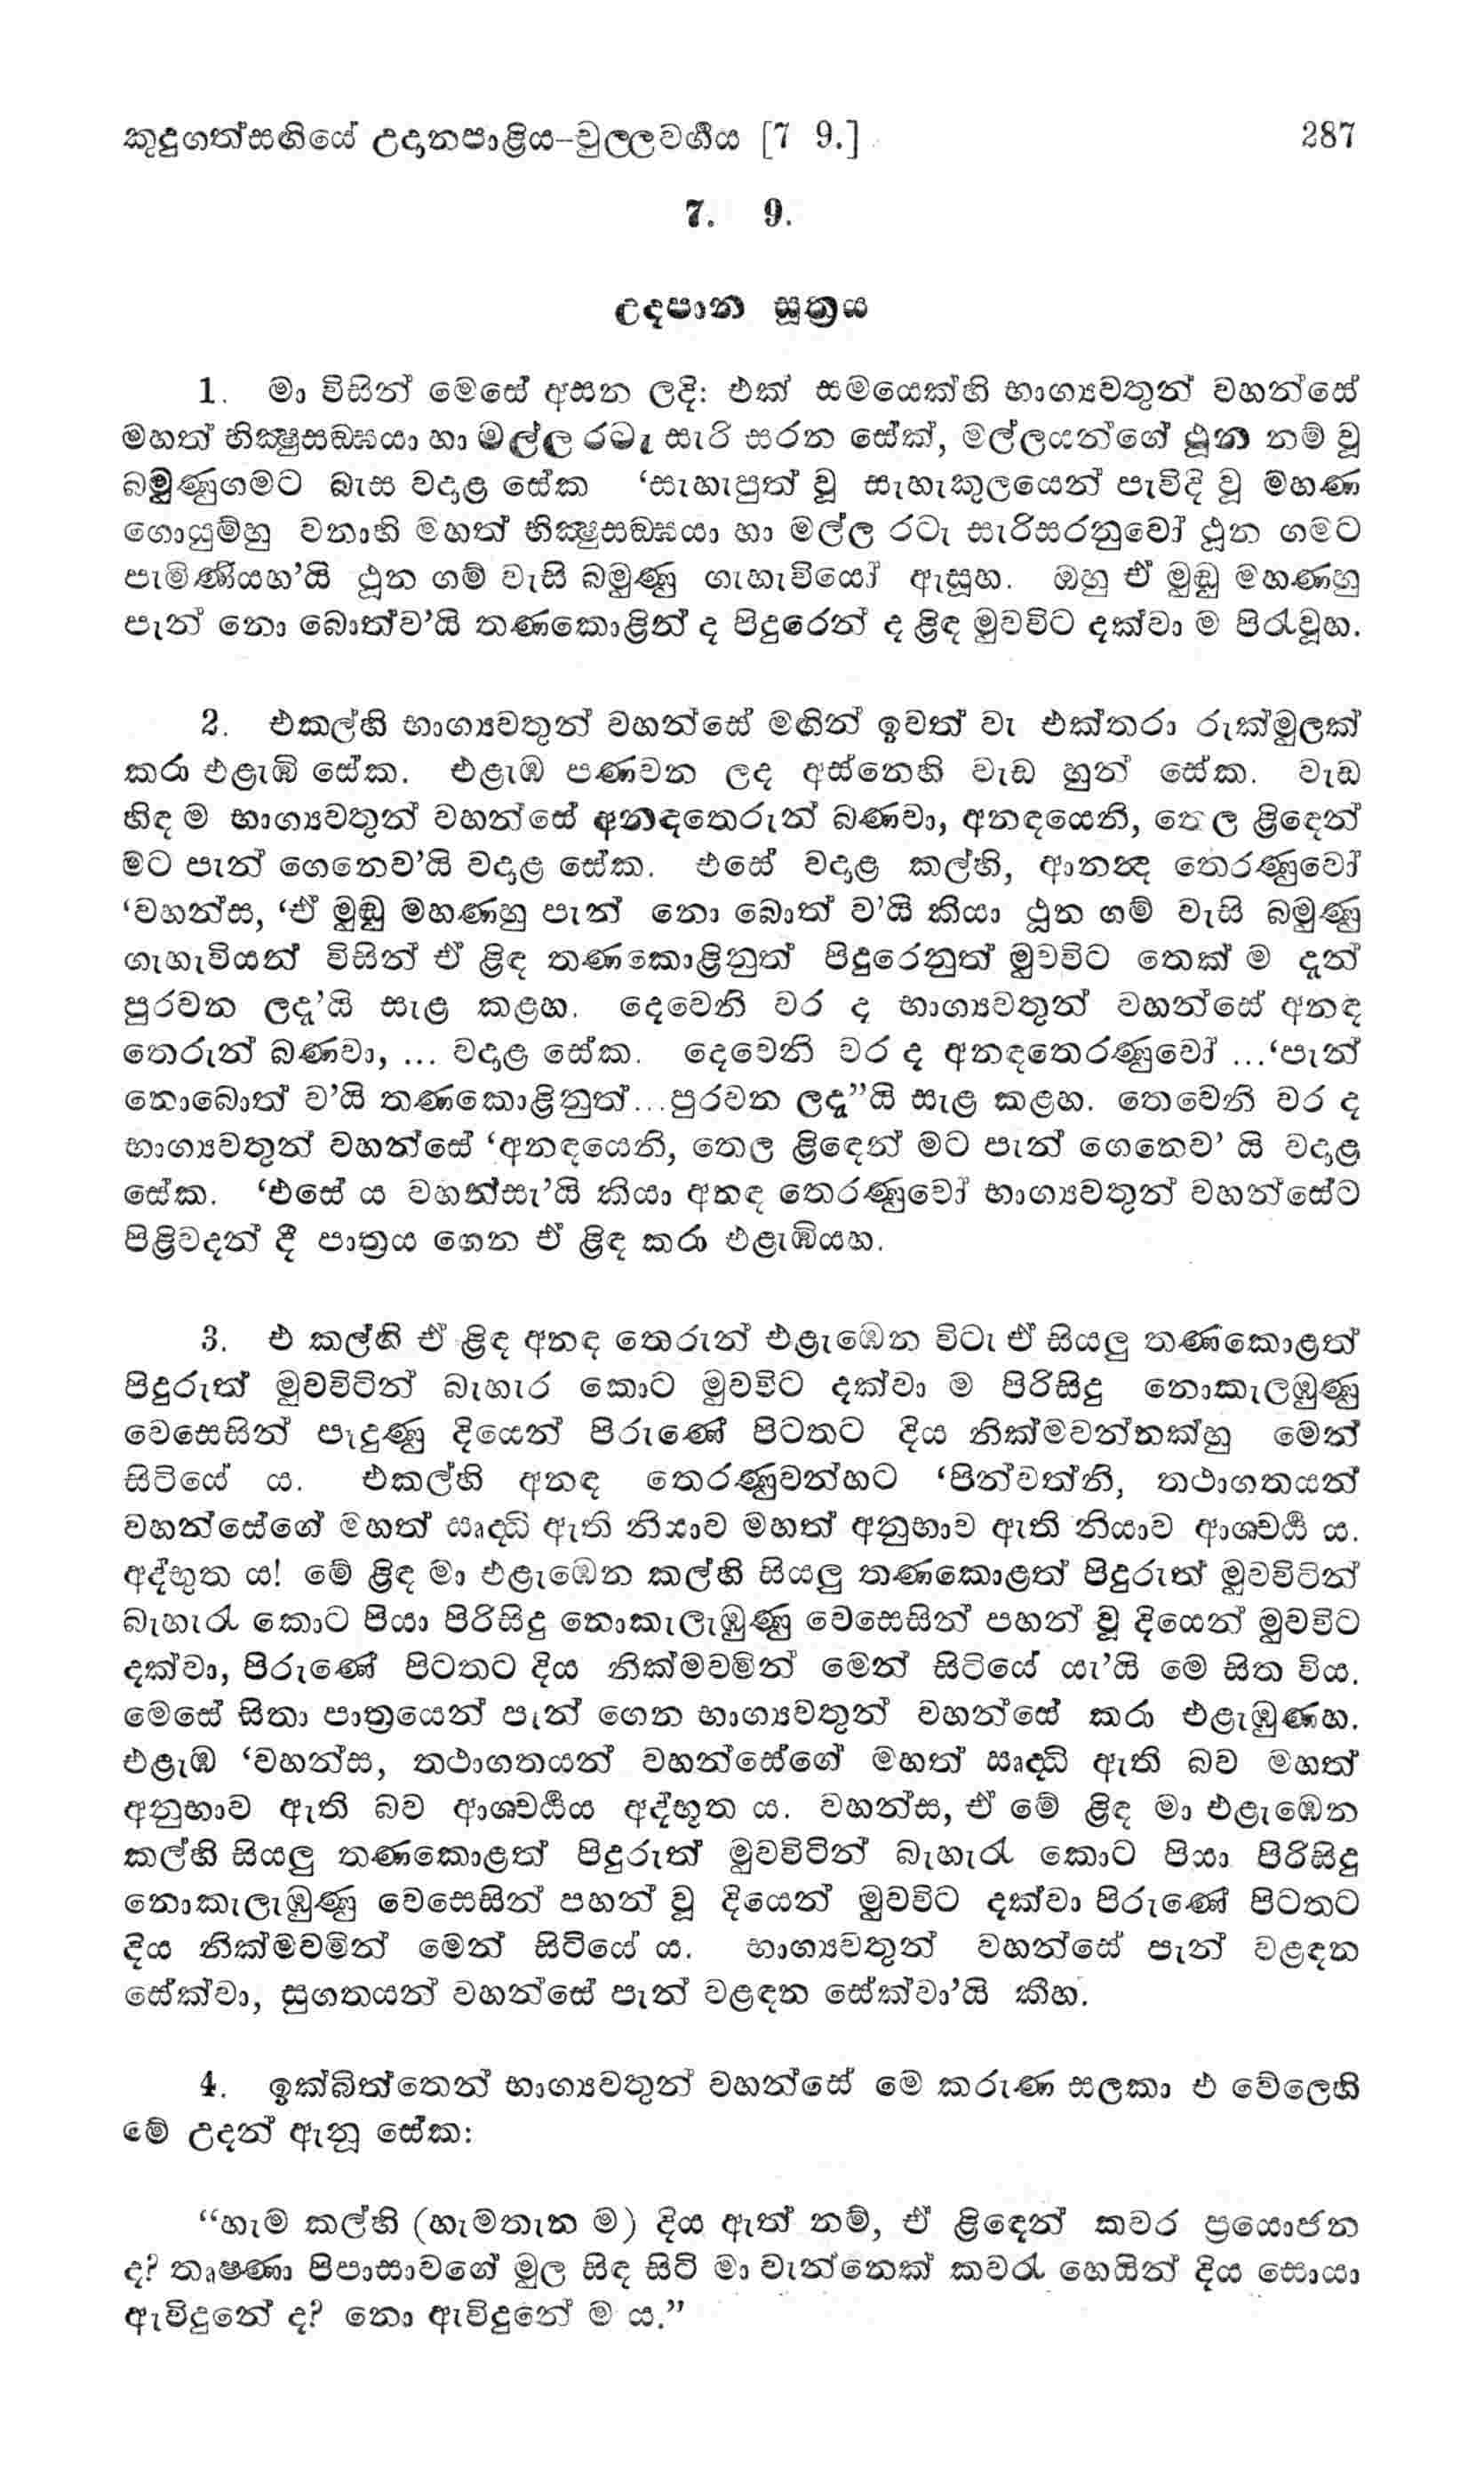 කුදුගත්සඟියේ උදානපාළිය-චුල්ලවර්ගය [7 9.] 287
7. 9.
උදපාන සූත්‍රය
1. මා විසින් මෙසේ අසන ලදි: එක් සමයෙක්හි භාග්‍යවතුන් වහන්සේ
මහත් භික්‍ෂුසඞ්ඝයා හා මල්ල රටැ සැරි සරන සේක්, මල්ලයන්ගේ ථූන නම් වූ
බමුණුගමට බැස වදාළ සේක ‘සැහැපුත් වූ සැහැකුලයෙන් පැවිදි වූ මහණ
ගොයුම්හු වනාහි මහත් භික්‍ෂුසඞ්ඝයා හා මල්ල රටැ සැරිසරනුවෝ ථූන ගමට
පැමිණියහ’යි ථූන ගම් වැසි බමුණු ගැහැවියෝ ඇසූහ. ඔහු ඒ මුඬු මහණහු
පැන් නො බොත්ව’යි තණකොළින් ද පිදුරෙන් ද ළිඳ මුවවිට දක්වා ම පිරැවූහ.
2. එකල්හි භාග්‍යවතුන් වහන්සේ මඟින් ඉවත් වැ එක්තරා රුක්මුලක්
කරා එළැඹි සේක. එළැඹ පණවන ලද අස්නෙහි වැඩ හුන් සේක. වැඩ
හිඳ ම භාග්‍යවතුන් වහන්සේ අනඳතෙරුන් බණවා, අනඳයෙනි, තෙල ළිඳෙන්
මට පැන් ගෙනෙව’යි වදාළ සේක. එසේ වදාළ කල්හි, ආනන්‍ද තෙරණුවෝ
‘වහන්ස, ‘ඒ මුඬු මහණහු පැන් නො බොත් ව’යි කියා ථූන ගම් වැසි බමුණු
ගැහැවියන් විසින් ඒ ළිඳ තණකොළිනුත් පිදුරෙනුත් මුවවිට තෙක් ම දැන්
පුරවන ලදැ’යි සැළ කළහ. දෙවෙනි වර ද භාග්‍යවතුන් වහන්සේ අනඳ
තෙරුන් බණවා, ... වදාළ සේක. දෙවෙනි වර ද අනඳතෙරණුවෝ ...‘පැන්
නොබොත් ව’යි තණකොළිනුත්...පුරවන ලදැ”යි සැළ කළහ. තෙවෙනි වර ද
භාග්‍යවතුන් වහන්සේ ‘අනඳයෙනි, තෙල ළිඳෙන් මට පැන් ගෙනෙව’ යි වදාළ
සේක. ‘එසේ ය වහන්සැ’යි කියා අනඳ තෙරණුවෝ භාග්‍යවතුන් වහන්සේට
පිළිවදන් දී පාත්‍රය ගෙන ඒ ළිඳ කරා එළැඹියහ.
3. එ කල්හි ඒ ළිඳ අනඳ තෙරුන් එළැඹෙන විටැ ඒ සියලු තණකොළත්
පිදුරුත් මුවවිටින් බැහැර කොට මුවවිට දක්වා ම පිරිසිදු නොකැලඹුණු
වෙසෙසින් පෑදුණු දියෙන් පිරුණේ පිටතට දිය නික්මවන්නක්හු මෙන්
සිටියේ ය. එකල්හි අනඳ තෙරණුවන්හට ‘පින්වත්නි, තථාගතයන්
වහන්සේගේ මහත් ඍද්ධි ඇති නියාව මහත් අනුභාව ඇති නියාව ආශ්චර්‍ය්‍ය ය.
අද්භුත ය! මේ ළිඳ මා එළැඹෙන කල්හි සියලු තණකොළත් පිදුරුත් මුවවිටින්
බැහැරැ කොට පියා පිරිසිදු නොකැලැඹුණු වෙසෙසින් පහන් වූ දියෙන් මුවවිට
දක්වා, පිරුණේ පිටතට දිය නික්මවමින් මෙන් සිටියේ යැ’යි මෙ සිත විය.
මෙසේ සිතා පාත්‍රයෙන් පැන් ගෙන භාග්‍යවතුන් වහන්සේ කරා එළැඹුණහ.
එළැඹ ‘වහන්ස, තථාගතයන් වහන්සේගේ මහත් ඍද්ධි ඇති බව මහත්
අනුභාව ඇති බව ආශ්චර්‍ය්‍යය අද්භූත ය. වහන්ස, ඒ මේ ළිඳ මා එළැඹෙන
කල්හි සියලු තණකොළත් පිදුරුත් මුවවිටින් බැහැරැ කොට පියා පිරිසිදු
නොකැලැඹුණු වෙසෙසින් පහන් වූ දියෙන් මුවවිට දක්වා පිරුණේ පිටතට
දිය නික්මවමින් මෙන් සිටියේ ය. භාග්‍යවතුන් වහන්සේ පැන් වළඳන
සේක්වා, සුගතයන් වහන්සේ පැන් වළඳන සේක්වා’යි කීහ.
4. ඉක්බිත්තෙන් භාග්‍යවතුන් වහන්සේ මෙ කරුණ සලකා එ වේලෙහි
මේ උදන් ඇනූ සේක:
“හැම කල්හි (හැමතැන ම) දිය ඇත් නම්, ඒ ළිඳෙන් කවර ප්‍රයොජන
ද? තෘෂ්ණා පිපාසාවගේ මුල සිඳ සිටි මා වැන්නෙක් කවරැ හෙයින් දිය සොයා
ඇවිදුනේ ද? නො ඇවිදුනේ ම ය.”